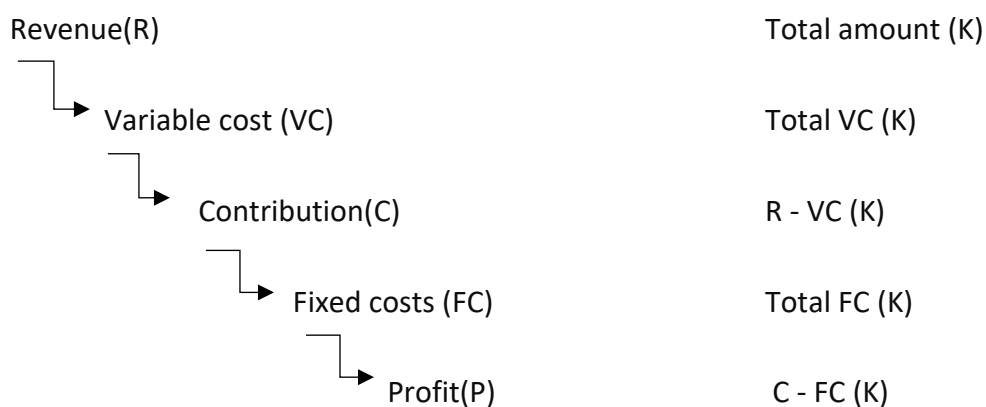 Revenue(R) Total amount (K)
Variable cost (VC) Total VC (K)
Contribution(C) R - VC (K)
Fixed costs (FC) Total FC (K)
Profit(P) C - FC (K)